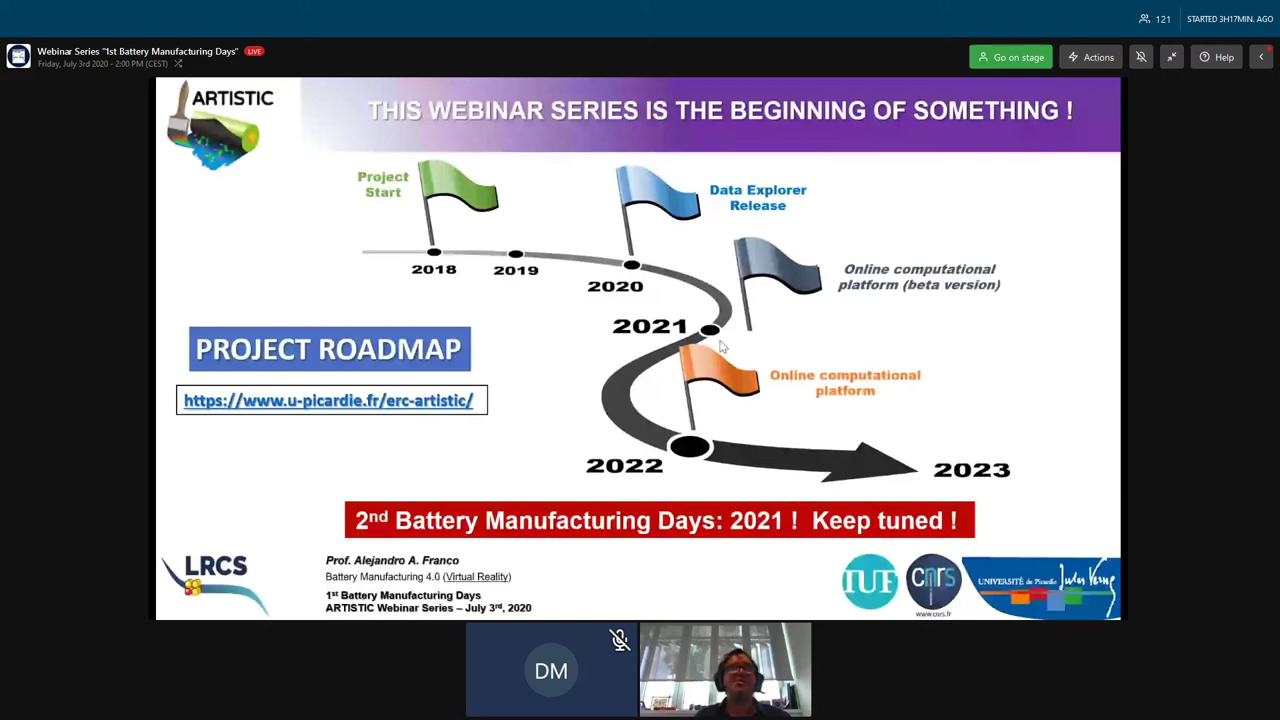 121
STARTED 3H17MIN. AGO
Webinar Series "1st Battery Manufacturing Days"
LIVE
Friday, July 3rd 2020 - 2:00 PM (CEST)
Go on stage
Actions
Help
ARTISTIC
THIS WEBINAR SERIES IS THE BEGINNING OF SOMETHING !
Project
Start
Data Explorer
Release
2018
2019
2020
Online computational
platform (beta version)
2021
PROJECT ROADMAP
https://www.u-picardie.fr/erc-artistic/
Online computational
platform
2022
2023
2nd Battery Manufacturing Days: 2021 ! Keep tuned !
LRCS
Prof. Alejandro A. Franco
Battery Manufacturing 4.0 (Virtual Reality)
1st Battery Manufacturing Days
ARTISTIC Webinar Series – July 3rd, 2020
IUF
cnrs
www.cnrs.fr
UNIVERSITÉ de Picardie
Jules Verne
DM